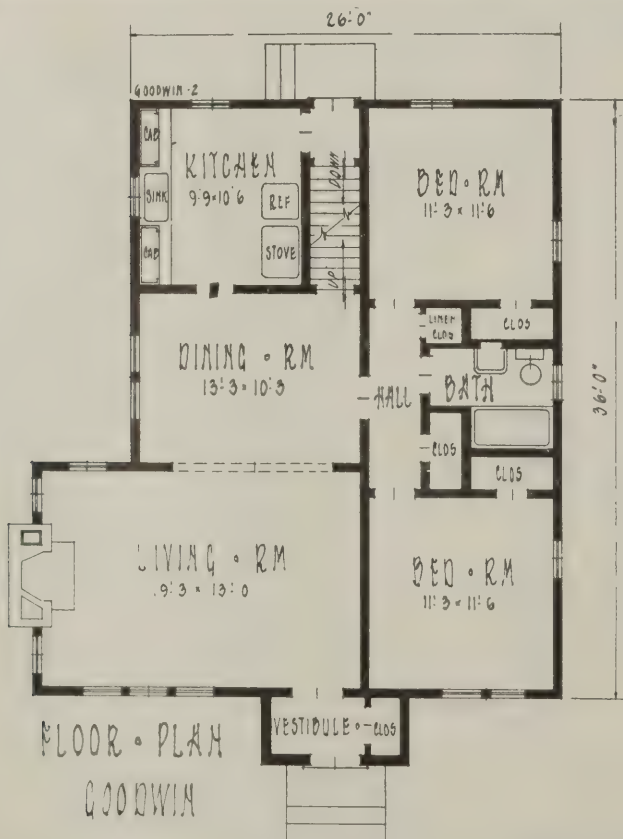 26'-0"
GOODWIN-2
CAB
KITCHEN
9'-9 × 10'-6
SINK
REF
CAB
STOVE
DOWN
UP
BED • RM
11'-3 × 11'-6
LINEN
CLOS
CLOS
DINING • RM
13'-3 × 10'-3
HALL
BATH
36'-0"
CLOS
CLOS
LIVING • RM
9'-3 × 13'-0
BED • RM
11'-3 × 11'-6
VESTIBULE
CLOS
FLOOR • PLAN
GOODWIN